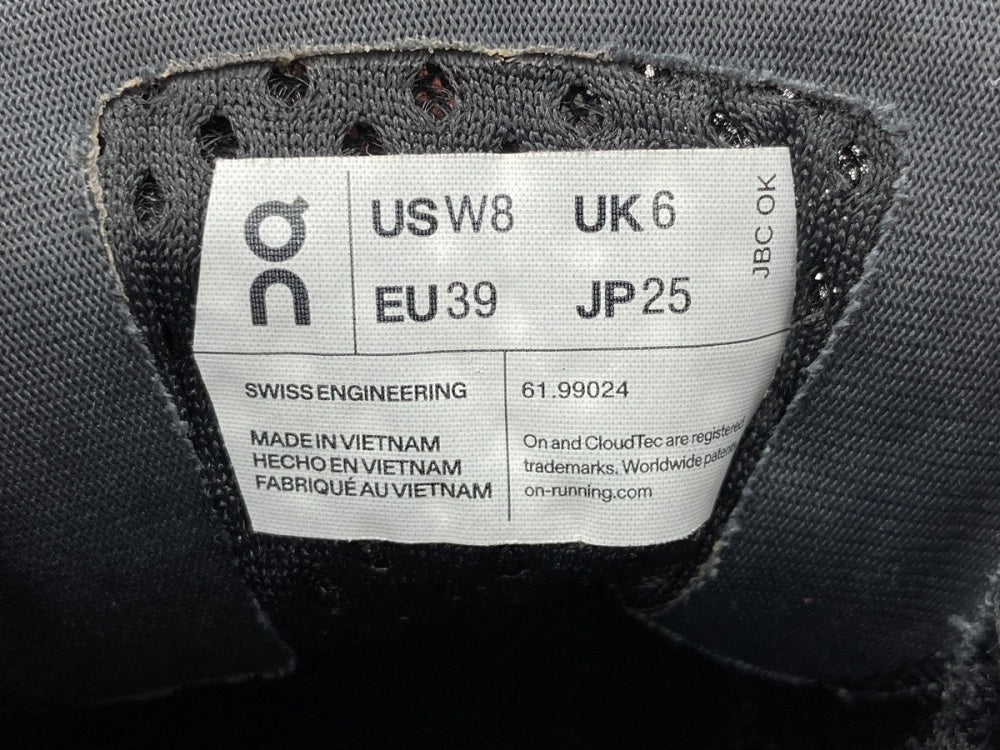 On
US W8 UK 6
EU 39 JP 25
JBC OK
SWISS ENGINEERING
MADE IN VIETNAM
HECHO EN VIETNAM
FABRIQUÉ AU VIETNAM
61.99024
On and CloudTec are registered
trademarks. Worldwide
on-running.com